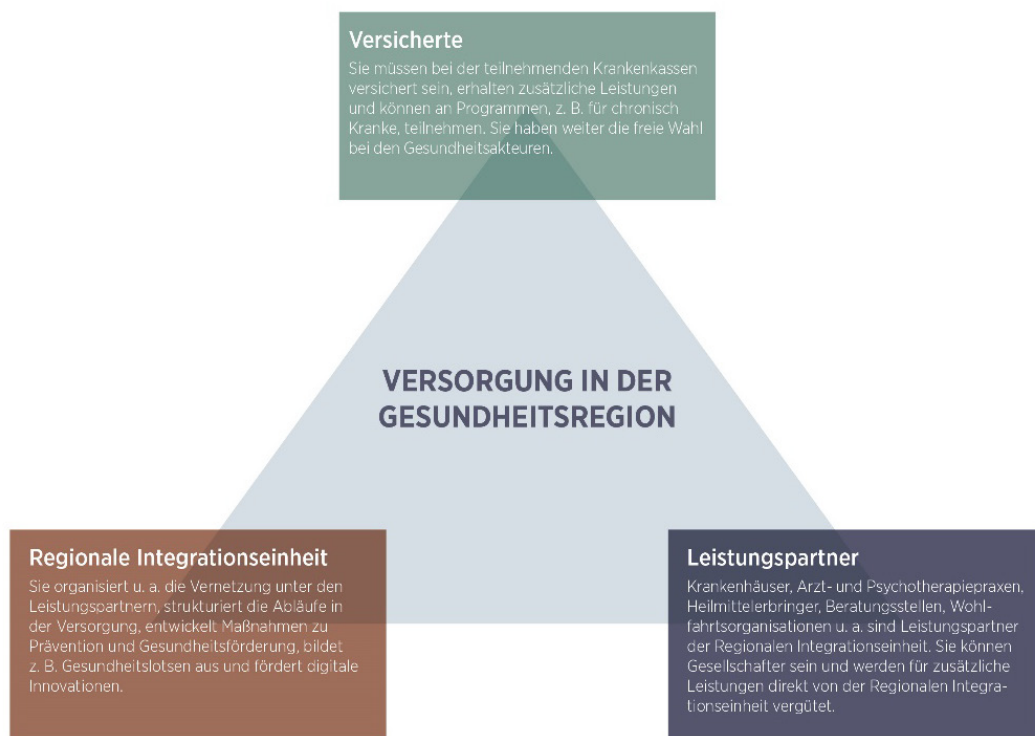 Versicherte
Sie müssen bei der teilnehmenden Krankenkassen
versichert sein, erhalten zusätzliche Leistungen
und können an Programmen, z. B. für chronisch
Kranke, teilnehmen. Sie haben weiter die freie Wahl
bei den Gesundheitsakteuren.
VERSORGUNG IN DER
GESUNDHEITSREGION
Regionale Integrationseinheit
Sie organisiert u. a. die Vernetzung unter den
Leistungspartnern, strukturiert die Abläufe in
der Versorgung, entwickelt Maßnahmen zu
Prävention und Gesundheitsförderung, bildet
z. B. Gesundheitslotsen aus und fördert digitale
Innovationen.
Leistungspartner
Krankenhäuser, Arzt- und Psychotherapiepraxen,
Heilmittelerbringer, Beratungsstellen, Wohl-
fahrtsorganisationen u. a. sind Leistungspartner
der Regionalen Integrationseinheit. Sie können
Gesellschafter sein und werden für zusätzliche
Leistungen direkt von der Regionalen Integra-
tionseinheit vergütet.